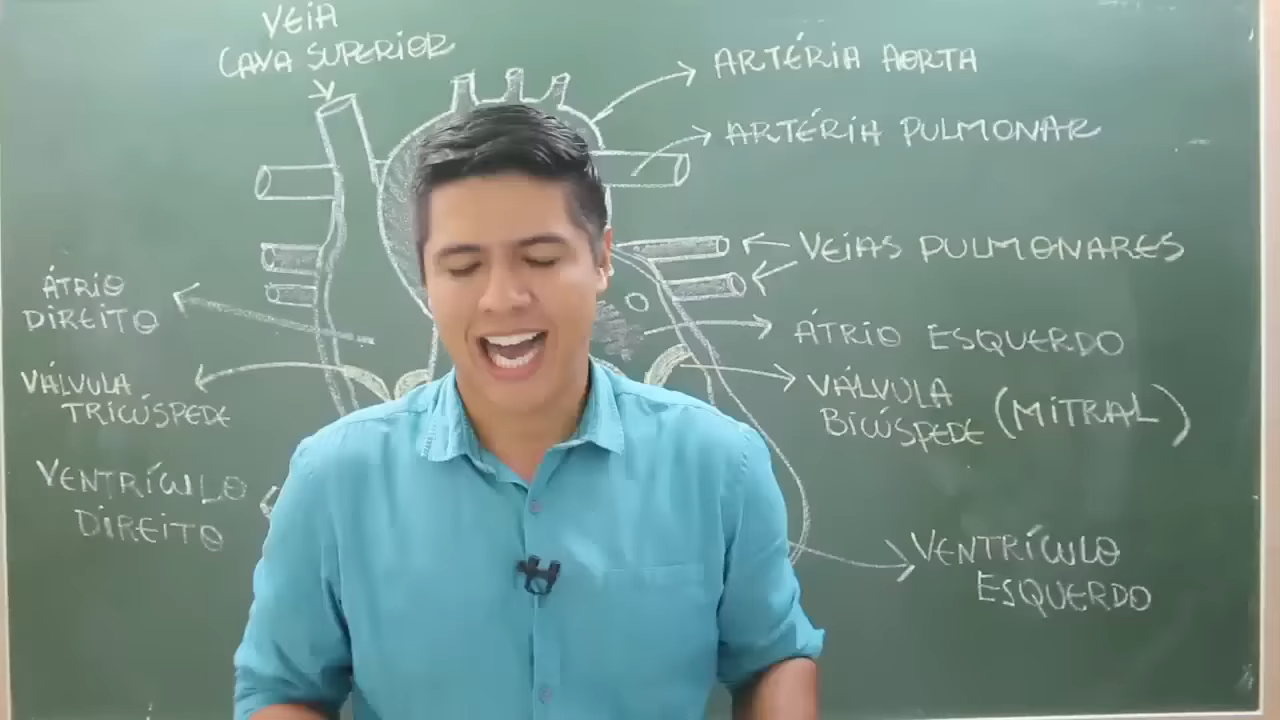 VEIA
CAVA SUPERIOR
ARTÉRIA AORTA
ARTÉRIA PULMONAR
VEIAS PULMONARES
ÁTRIO
DIREITO
ÁTRIO ESQUERDO
VÁLVULA
TRICÚSPEDE
VÁLVULA
BICÚSPEDE (MITRAL)
VENTRÍCULO
DIREITO
VENTRÍCULO
ESQUERDO